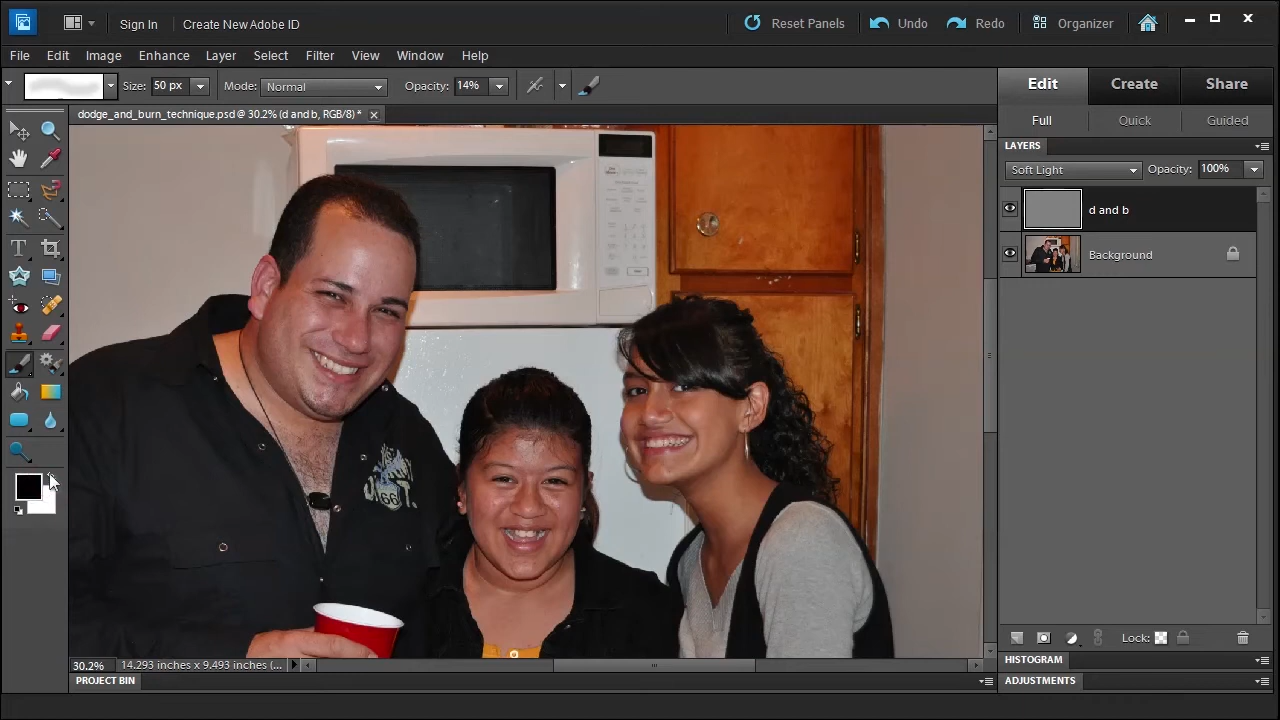 Sign In Create New Adobe ID Reset Panels Undo Redo Organizer
File Edit Image Enhance Layer Select Filter View Window Help
Size: 50 px Mode: Normal Opacity: 14%
Edit Create Share
dodge_and_burn_technique.psd @ 30.2% (d and b, RGB/8) *
Full Quick Guided
LAYERS
Soft Light Opacity: 100%
d and b
Background
66
Lock:
30.2% 14.293 inches x 9.493 inches (...
HISTOGRAM
PROJECT BIN
ADJUSTMENTS